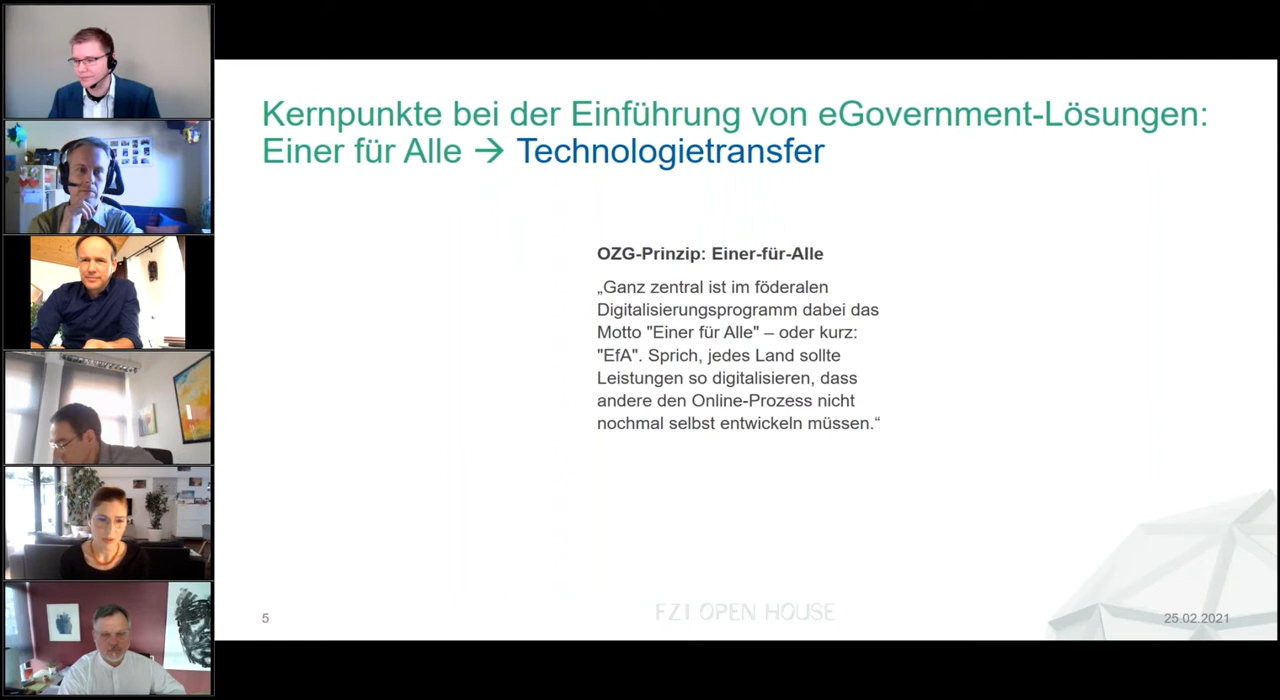 Kernpunkte bei der Einführung von eGovernment-Lösungen:
Einer für Alle → Technologietransfer
OZG-Prinzip: Einer-für-Alle
„Ganz zentral ist im föderalen
Digitalisierungsprogramm dabei das
Motto "Einer für Alle" – oder kurz:
"EfA". Sprich, jedes Land sollte
Leistungen so digitalisieren, dass
andere den Online-Prozess nicht
nochmal selbst entwickeln müssen.“
5
FZI OPEN HOUSE
25.02.2021